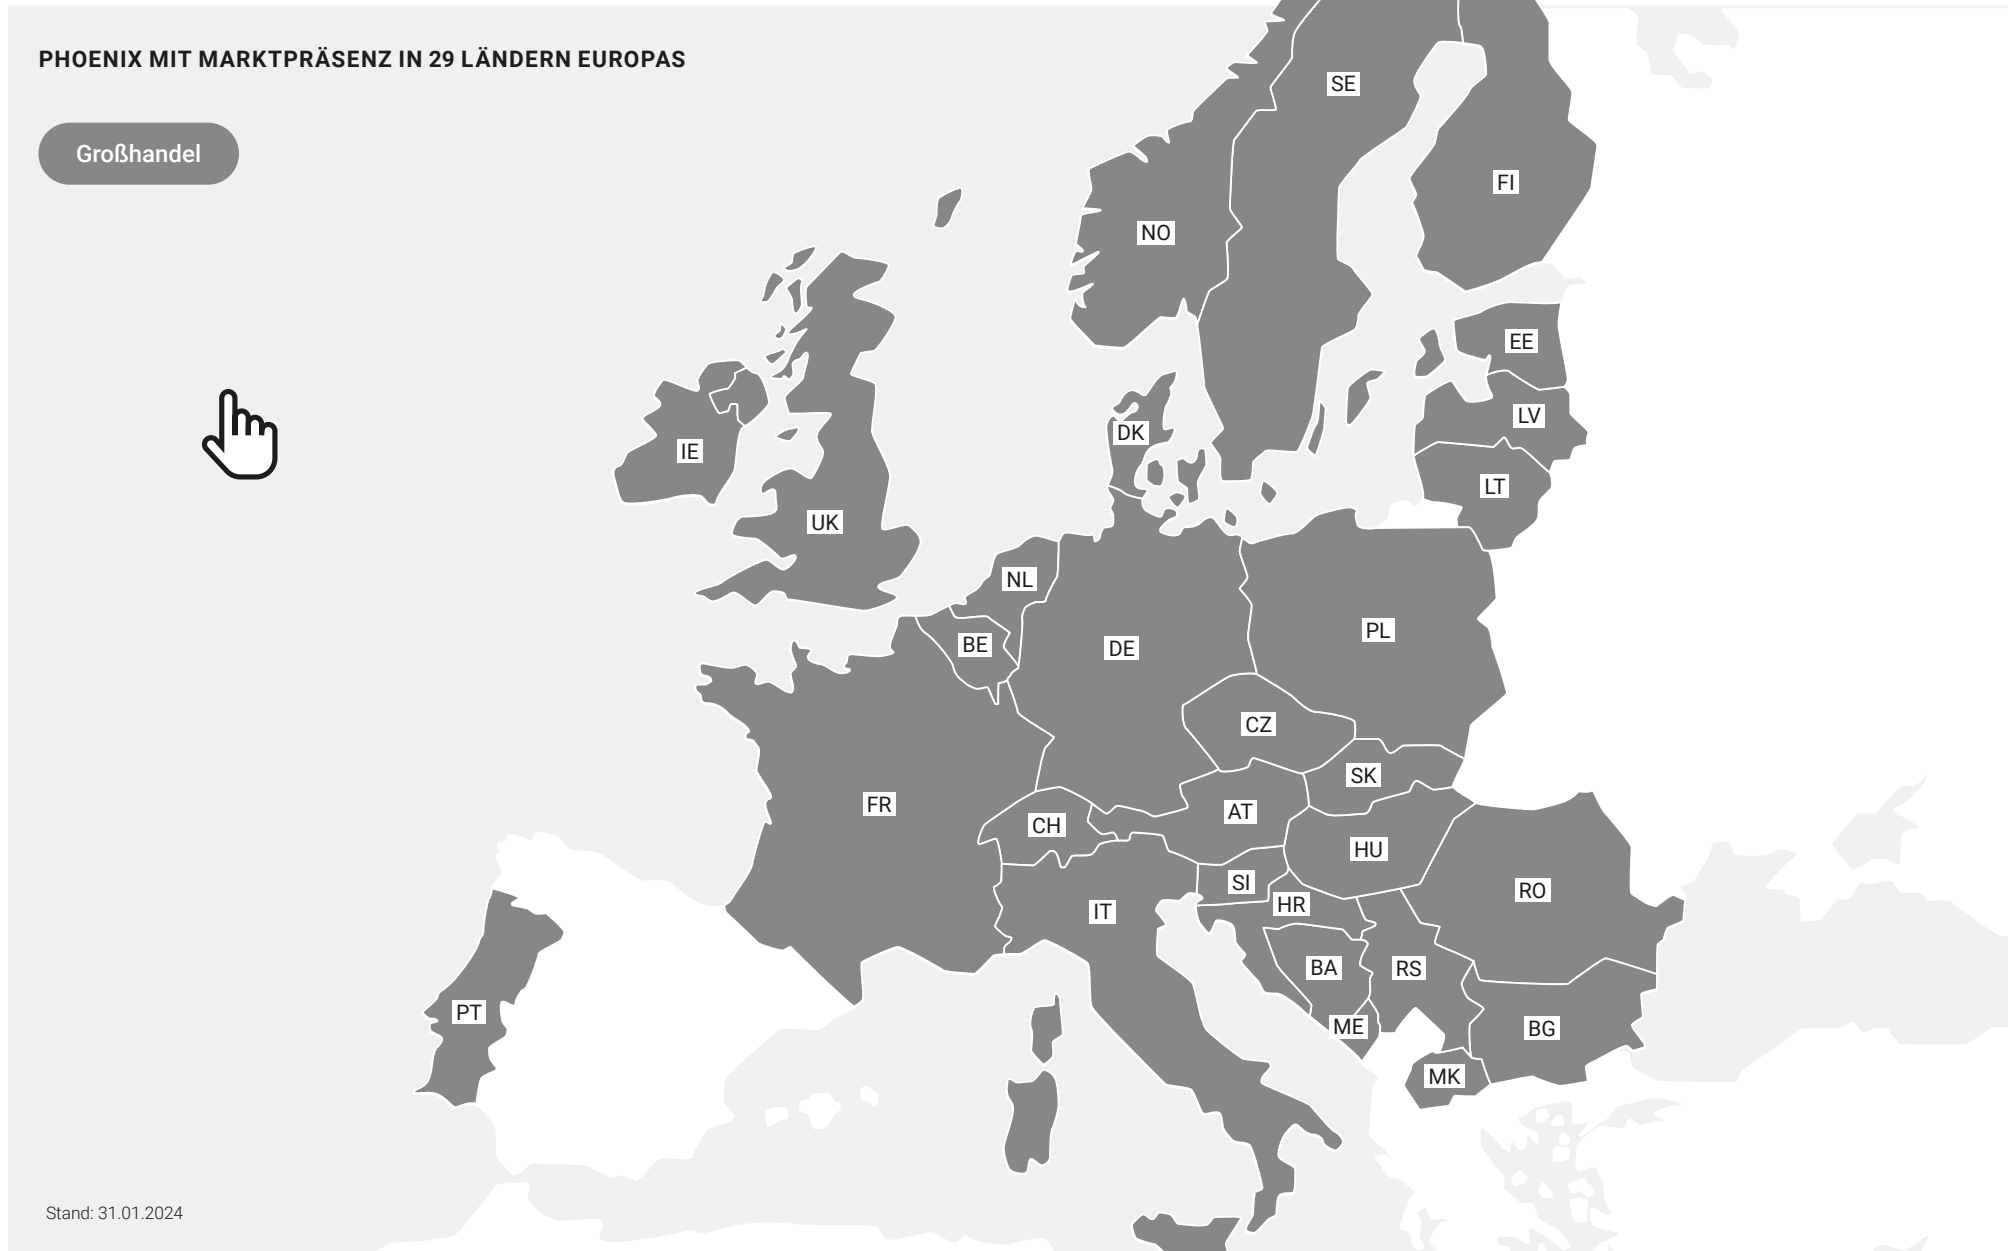 PHOENIX MIT MARKTPRÄSENZ IN 29 LÄNDERN EUROPAS
Großhandel
SE
FI
NO
EE
LV
DK
IE
LT
UK
NL
PL
BE
DE
CZ
SK
FR
AT
CH
HU
SI
RO
HR
IT
BA
RS
PT
ME
BG
MK
Stand: 31.01.2024